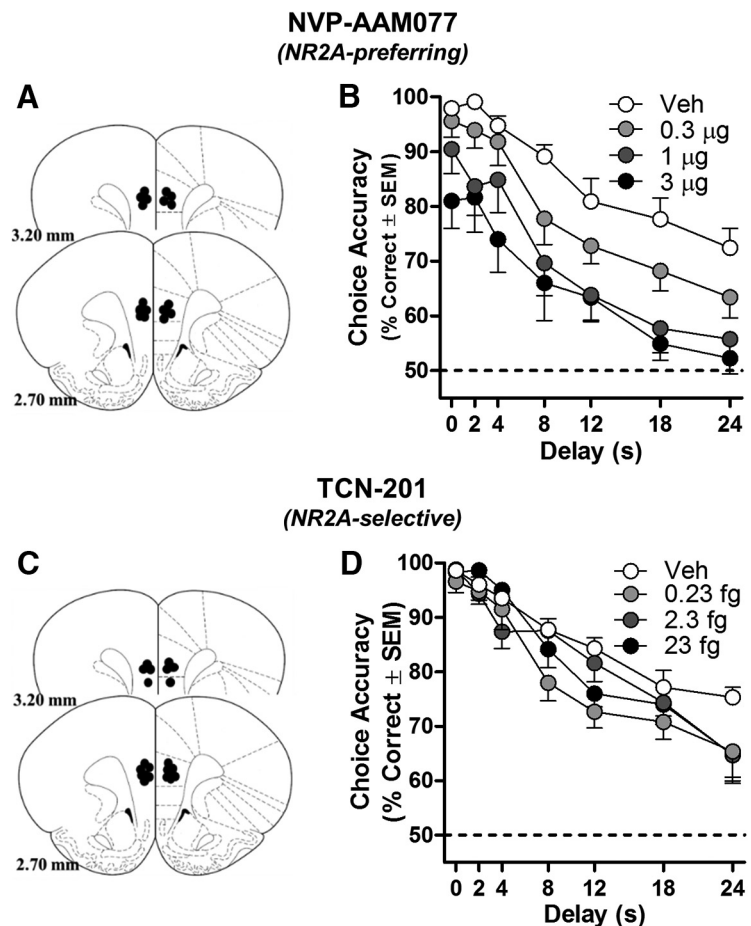 NVP-AAM077
(NR2A-preferring)
A
3.20 mm
2.70 mm
B
Choice Accuracy
(% Correct ± SEM)
100
90
80
70
60
50
Veh
0.3 µg
1 µg
3 µg
0 2 4 8 12 18 24
Delay (s)
TCN-201
(NR2A-selective)
C
3.20 mm
2.70 mm
D
Choice Accuracy
(% Correct ± SEM)
100
90
80
70
60
50
Veh
0.23 fg
2.3 fg
23 fg
0 2 4 8 12 18 24
Delay (s)